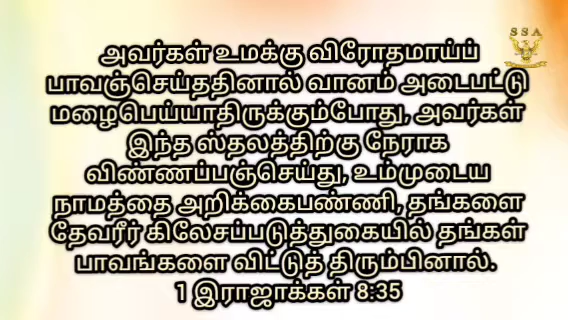 SSA
அவர்கள் உமக்கு விரோதமாய்ப்
பாவஞ்செய்ததினால் வானம் அடைபட்டு
மழைபெய்யாதிருக்கும்போது, அவர்கள்
இந்த ஸ்தலத்திற்கு நேராக
விண்ணப்பஞ்செய்து, உம்முடைய
நாமத்தை அறிக்கைபண்ணி, தங்களை
தேவரீர் கிலேசப்படுத்துகையில் தங்கள்
பாவங்களை விட்டுத் திரும்பினால்.
1 இராஜாக்கள் 8:35